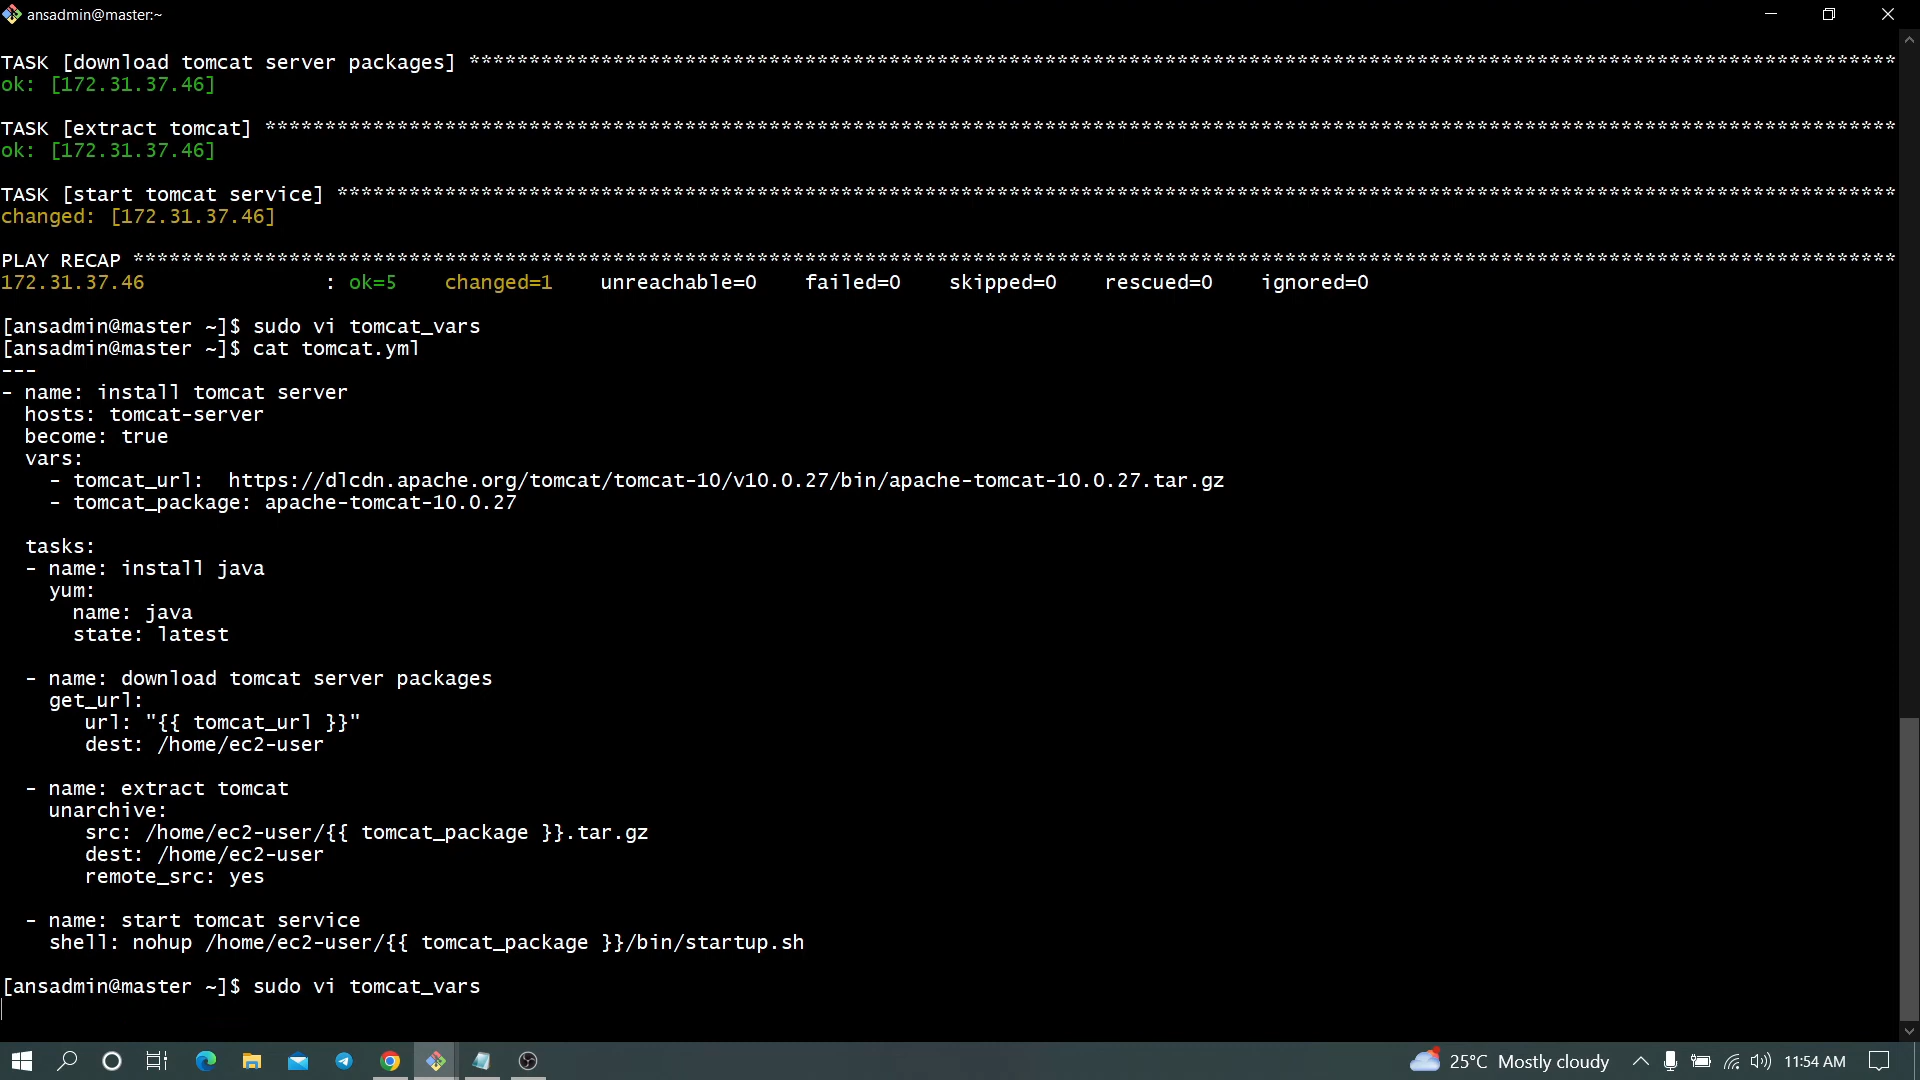 ansadmin@master:~
TASK [download tomcat server packages] ***********************************************************************************************************************
ok: [172.31.37.46]
TASK [extract tomcat] ****************************************************************************************************************************************
ok: [172.31.37.46]
TASK [start tomcat service] **********************************************************************************************************************************
changed: [172.31.37.46]
PLAY RECAP ***************************************************************************************************************************************************
172.31.37.46               : ok=5    changed=1    unreachable=0    failed=0    skipped=0    rescued=0    ignored=0
[ansadmin@master ~]$ sudo vi tomcat_vars
[ansadmin@master ~]$ cat tomcat.yml
---
- name: install tomcat server
  hosts: tomcat-server
  become: true
  vars:
    - tomcat_url:  https://dlcdn.apache.org/tomcat/tomcat-10/v10.0.27/bin/apache-tomcat-10.0.27.tar.gz
    - tomcat_package: apache-tomcat-10.0.27
  tasks:
  - name: install java
    yum:
      name: java
      state: latest
  - name: download tomcat server packages
    get_url:
       url: "{{ tomcat_url }}"
       dest: /home/ec2-user
  - name: extract tomcat
    unarchive:
       src: /home/ec2-user/{{ tomcat_package }}.tar.gz
       dest: /home/ec2-user
       remote_src: yes
  - name: start tomcat service
    shell: nohup /home/ec2-user/{{ tomcat_package }}/bin/startup.sh
[ansadmin@master ~]$ sudo vi tomcat_vars
25°C Mostly cloudy 11:54 AM